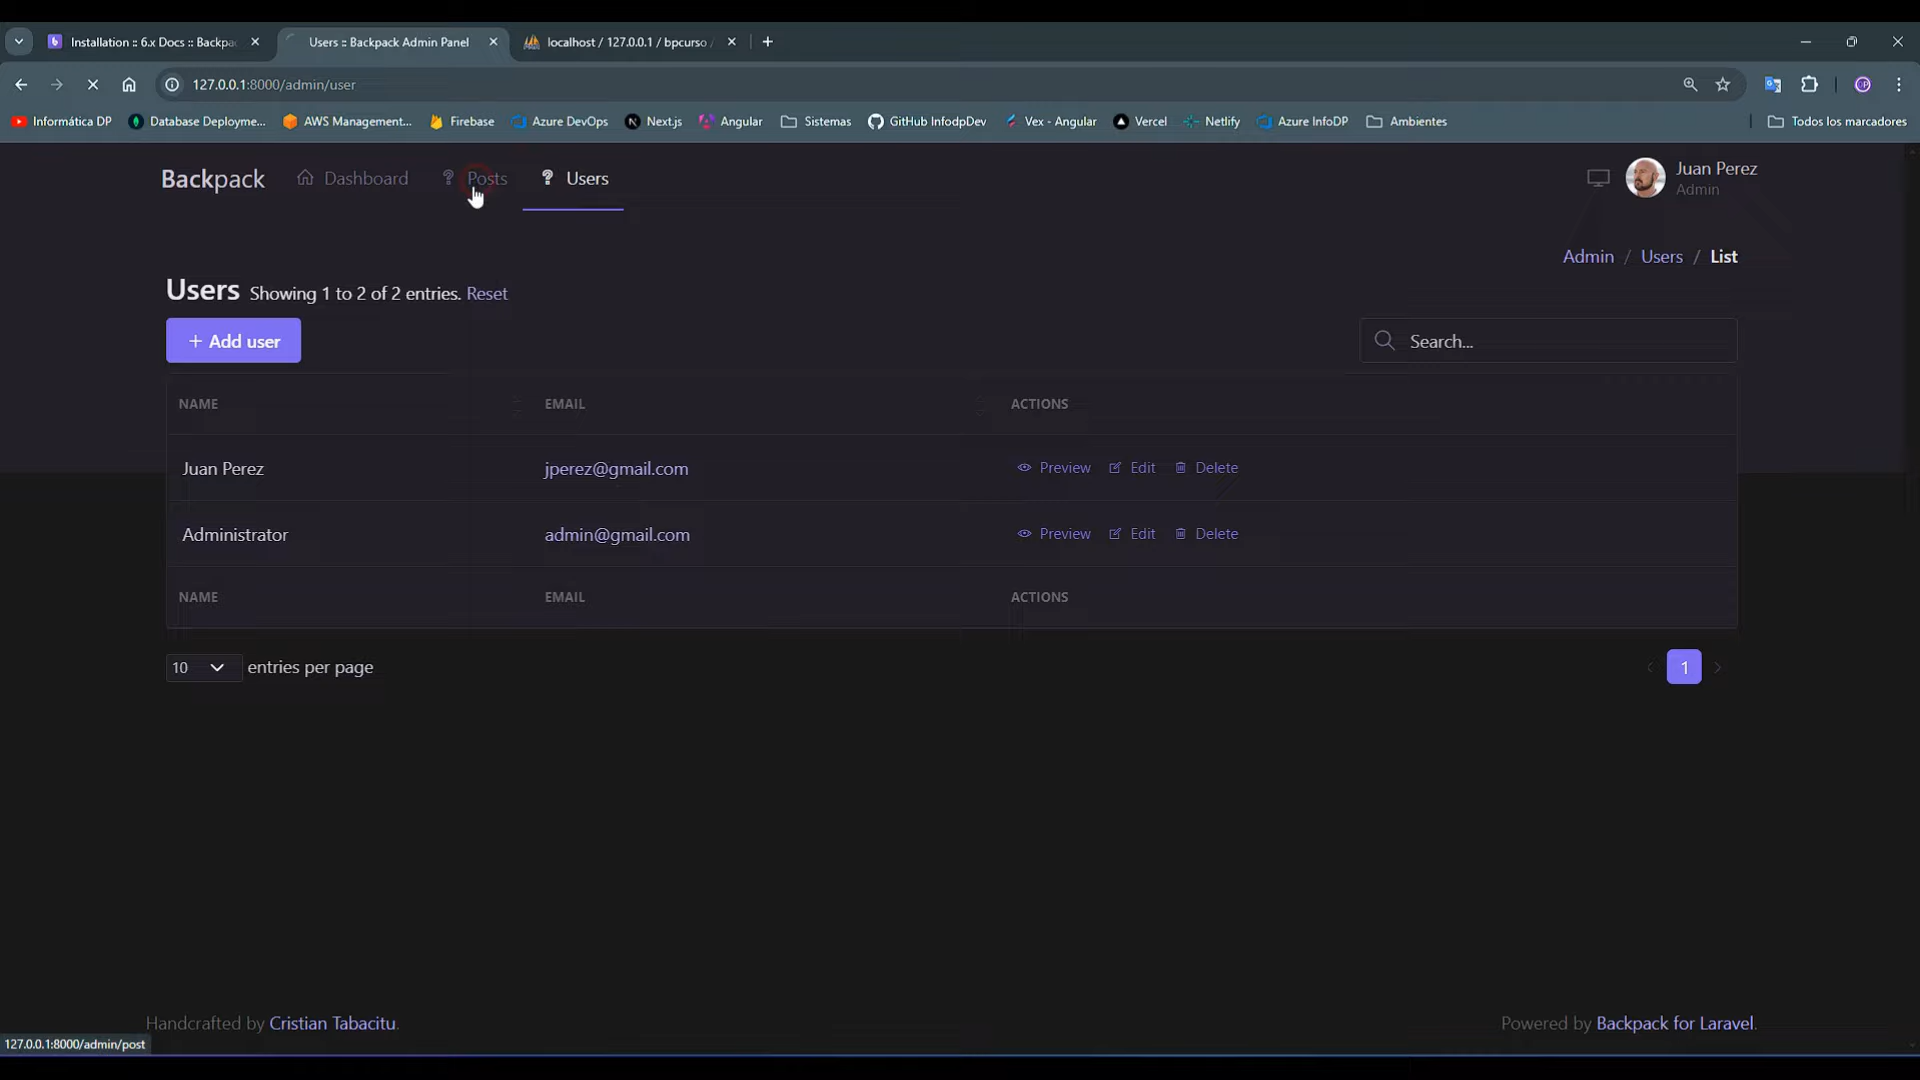 Installation :: 6.x Docs :: Backpa
Users :: Backpack Admin Panel
localhost / 127.0.0.1 / bpcurso
127.0.0.1:8000/admin/user
Informática DP
Database Deployme...
AWS Management...
Firebase
Azure DevOps
Next.js
Angular
Sistemas
GitHub InfodpDev
Vex - Angular
Vercel
Netlify
Azure InfoDP
Ambientes
Todos los marcadores
Backpack
Dashboard
? Posts
? Users
Juan Perez
Admin
Admin / Users / List
Users Showing 1 to 2 of 2 entries. Reset
+ Add user
Search...
NAME EMAIL ACTIONS
Juan Perez jperez@gmail.com Preview Edit Delete
Administrator admin@gmail.com Preview Edit Delete
NAME EMAIL ACTIONS
10 entries per page
1
Handcrafted by Cristian Tabacitu.
Powered by Backpack for Laravel.
127.0.0.1:8000/admin/post